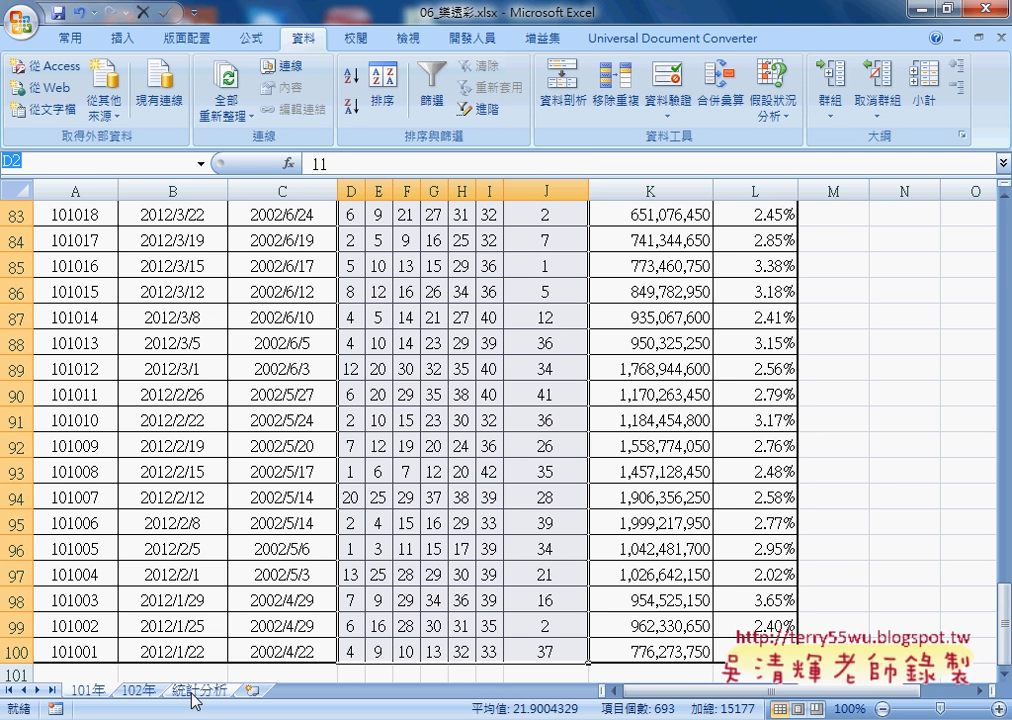 06_樂透彩.xlsx - Microsoft Excel
常用 插入 版面配置 公式 資料 校閱 檢視 開發人員 增益集 Universal Document Converter
從 Access 從 Web 從文字檔 從其他來源 現有連線 全部重新整理 連線 內容 編輯連結 排序 篩選 清除 重新套用 進階 資料剖析 移除重複 資料驗證 合併彙算 假設狀況分析 群組 取消群組 小計
取得外部資料 連線 排序與篩選 資料工具 大綱
D2 fx 11
A B C D E F G H I J K L M N O
83 101018 2012/3/22 2002/6/24 6 9 21 27 31 32 2 651,076,450 2.45%
84 101017 2012/3/19 2002/6/19 2 5 9 16 25 32 7 741,344,650 2.85%
85 101016 2012/3/15 2002/6/17 5 10 13 15 29 36 1 773,460,750 3.38%
86 101015 2012/3/12 2002/6/12 8 12 16 26 34 36 5 849,782,950 3.18%
87 101014 2012/3/8 2002/6/10 4 5 14 21 27 40 12 935,067,600 2.41%
88 101013 2012/3/5 2002/6/5 4 10 14 23 29 39 36 950,325,250 3.15%
89 101012 2012/3/1 2002/6/3 12 20 30 32 35 40 34 1,768,944,600 2.56%
90 101011 2012/2/26 2002/5/27 6 20 29 35 38 40 41 1,170,263,450 2.79%
91 101010 2012/2/22 2002/5/24 2 10 15 23 30 32 36 1,184,454,800 3.17%
92 101009 2012/2/19 2002/5/20 7 12 19 20 24 36 26 1,558,774,050 2.76%
93 101008 2012/2/15 2002/5/17 1 6 7 12 20 42 35 1,457,128,450 2.48%
94 101007 2012/2/12 2002/5/14 20 25 29 37 38 39 28 1,906,356,250 2.58%
95 101006 2012/2/8 2002/5/14 2 4 15 16 29 33 39 1,999,217,950 2.77%
96 101005 2012/2/5 2002/5/6 1 3 11 15 17 39 34 1,042,481,700 2.95%
97 101004 2012/2/1 2002/5/3 13 25 28 29 30 39 21 1,026,642,150 2.02%
98 101003 2012/1/29 2002/4/29 7 9 29 34 36 39 16 954,525,150 3.65%
99 101002 2012/1/25 2002/4/29 6 16 28 30 31 35 2 962,330,650 2.40%
100 101001 2012/1/22 2002/4/22 4 9 10 13 32 33 37 776,273,750
101
http://terry55wu.blogspot.tw
吳清輝老師錄製
101年 102年 統計分析
就緒 平均值: 21.9004329 項目個數: 693 加總: 15177 100%